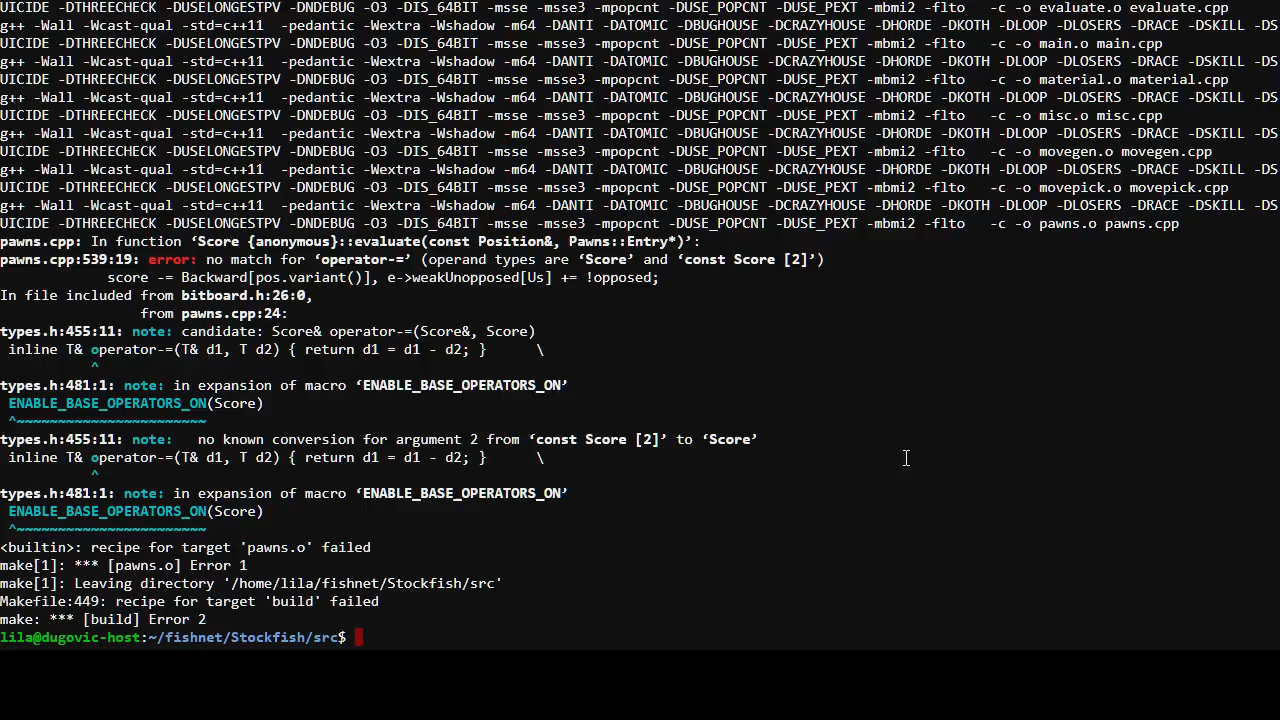 UICIDE -DTHREECHECK -DUSELONGESTPV -DNDEBUG -O3 -DIS_64BIT -msse -msse3 -mpopcnt -DUSE_POPCNT -DUSE_PEXT -mbmi2 -flto   -c -o evaluate.o evaluate.cpp
g++ -Wall -Wcast-qual -std=c++11  -pedantic -Wextra -Wshadow -m64 -DANTI -DATOMIC -DBUGHOUSE -DCRAZYHOUSE -DHORDE -DKOTH -DLOOP -DLOSERS -DRACE -DSKILL -DS
UICIDE -DTHREECHECK -DUSELONGESTPV -DNDEBUG -O3 -DIS_64BIT -msse -msse3 -mpopcnt -DUSE_POPCNT -DUSE_PEXT -mbmi2 -flto   -c -o main.o main.cpp
g++ -Wall -Wcast-qual -std=c++11  -pedantic -Wextra -Wshadow -m64 -DANTI -DATOMIC -DBUGHOUSE -DCRAZYHOUSE -DHORDE -DKOTH -DLOOP -DLOSERS -DRACE -DSKILL -DS
UICIDE -DTHREECHECK -DUSELONGESTPV -DNDEBUG -O3 -DIS_64BIT -msse -msse3 -mpopcnt -DUSE_POPCNT -DUSE_PEXT -mbmi2 -flto   -c -o material.o material.cpp
g++ -Wall -Wcast-qual -std=c++11  -pedantic -Wextra -Wshadow -m64 -DANTI -DATOMIC -DBUGHOUSE -DCRAZYHOUSE -DHORDE -DKOTH -DLOOP -DLOSERS -DRACE -DSKILL -DS
UICIDE -DTHREECHECK -DUSELONGESTPV -DNDEBUG -O3 -DIS_64BIT -msse -msse3 -mpopcnt -DUSE_POPCNT -DUSE_PEXT -mbmi2 -flto   -c -o misc.o misc.cpp
g++ -Wall -Wcast-qual -std=c++11  -pedantic -Wextra -Wshadow -m64 -DANTI -DATOMIC -DBUGHOUSE -DCRAZYHOUSE -DHORDE -DKOTH -DLOOP -DLOSERS -DRACE -DSKILL -DS
UICIDE -DTHREECHECK -DUSELONGESTPV -DNDEBUG -O3 -DIS_64BIT -msse -msse3 -mpopcnt -DUSE_POPCNT -DUSE_PEXT -mbmi2 -flto   -c -o movegen.o movegen.cpp
g++ -Wall -Wcast-qual -std=c++11  -pedantic -Wextra -Wshadow -m64 -DANTI -DATOMIC -DBUGHOUSE -DCRAZYHOUSE -DHORDE -DKOTH -DLOOP -DLOSERS -DRACE -DSKILL -DS
UICIDE -DTHREECHECK -DUSELONGESTPV -DNDEBUG -O3 -DIS_64BIT -msse -msse3 -mpopcnt -DUSE_POPCNT -DUSE_PEXT -mbmi2 -flto   -c -o movepick.o movepick.cpp
g++ -Wall -Wcast-qual -std=c++11  -pedantic -Wextra -Wshadow -m64 -DANTI -DATOMIC -DBUGHOUSE -DCRAZYHOUSE -DHORDE -DKOTH -DLOOP -DLOSERS -DRACE -DSKILL -DS
UICIDE -DTHREECHECK -DUSELONGESTPV -DNDEBUG -O3 -DIS_64BIT -msse -msse3 -mpopcnt -DUSE_POPCNT -DUSE_PEXT -mbmi2 -flto   -c -o pawns.o pawns.cpp
pawns.cpp: In function ‘Score {anonymous}::evaluate(const Position&, Pawns::Entry*)’:
pawns.cpp:539:19: error: no match for ‘operator-=’ (operand types are ‘Score’ and ‘const Score [2]’)
             score -= Backward[pos.variant()], e->weakUnopposed[Us] += !opposed;
In file included from bitboard.h:26:0,
                 from pawns.cpp:24:
types.h:455:11: note: candidate: Score& operator-=(Score&, Score)
 inline T& operator-=(T& d1, T d2) { return d1 = d1 - d2; }      \
           ^
types.h:481:1: note: in expansion of macro ‘ENABLE_BASE_OPERATORS_ON’
 ENABLE_BASE_OPERATORS_ON(Score)
 ^~~~~~~~~~~~~~~~~~~~~~~~
types.h:455:11: note:   no known conversion for argument 2 from ‘const Score [2]’ to ‘Score’
 inline T& operator-=(T& d1, T d2) { return d1 = d1 - d2; }      \
           ^
types.h:481:1: note: in expansion of macro ‘ENABLE_BASE_OPERATORS_ON’
 ENABLE_BASE_OPERATORS_ON(Score)
 ^~~~~~~~~~~~~~~~~~~~~~~~
<builtin>: recipe for target 'pawns.o' failed
make[1]: *** [pawns.o] Error 1
make[1]: Leaving directory '/home/lila/fishnet/Stockfish/src'
Makefile:449: recipe for target 'build' failed
make: *** [build] Error 2
lila@dugovic-host:~/fishnet/Stockfish/src$